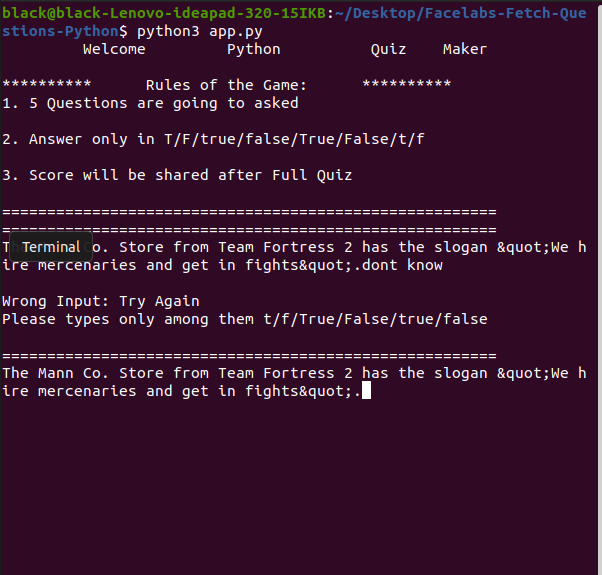 black@black-Lenovo-ideapad-320-15IKB:~/Desktop/Facelabs-Fetch-Que
stions-Python$ python3 app.py
Welcome Python Quiz Maker
********** Rules of the Game: **********
1. 5 Questions are going to asked
2. Answer only in T/F/true/false/True/False/t/f
3. Score will be shared after Full Quiz
=======================================================
=======================================================
Terminal
Co. Store from Team Fortress 2 has the slogan &quot;We h
ire mercenaries and get in fights&quot;.dont know
Wrong Input: Try Again
Please types only among them t/f/True/False/true/false
=======================================================
The Mann Co. Store from Team Fortress 2 has the slogan &quot;We h
ire mercenaries and get in fights&quot;.